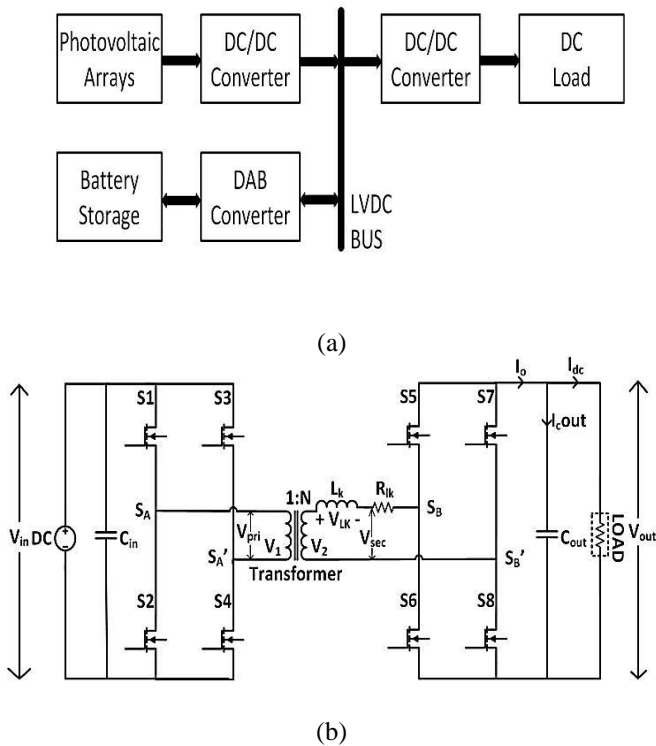 Photovoltaic
Arrays
DC/DC
Converter
DC/DC
Converter
DC
Load
Battery
Storage
DAB
Converter
LVDC
BUS
(a)
S1
S3
S5
S7
Io
Idc
Icout
1:N
Lk
Rlk
SA
SB
+ VLK -
Vin
DC
Cin
Vpri
V1
V2
Vsec
Cout
LOAD
Vout
SA'
SB'
Transformer
S2
S4
S6
S8
(b)